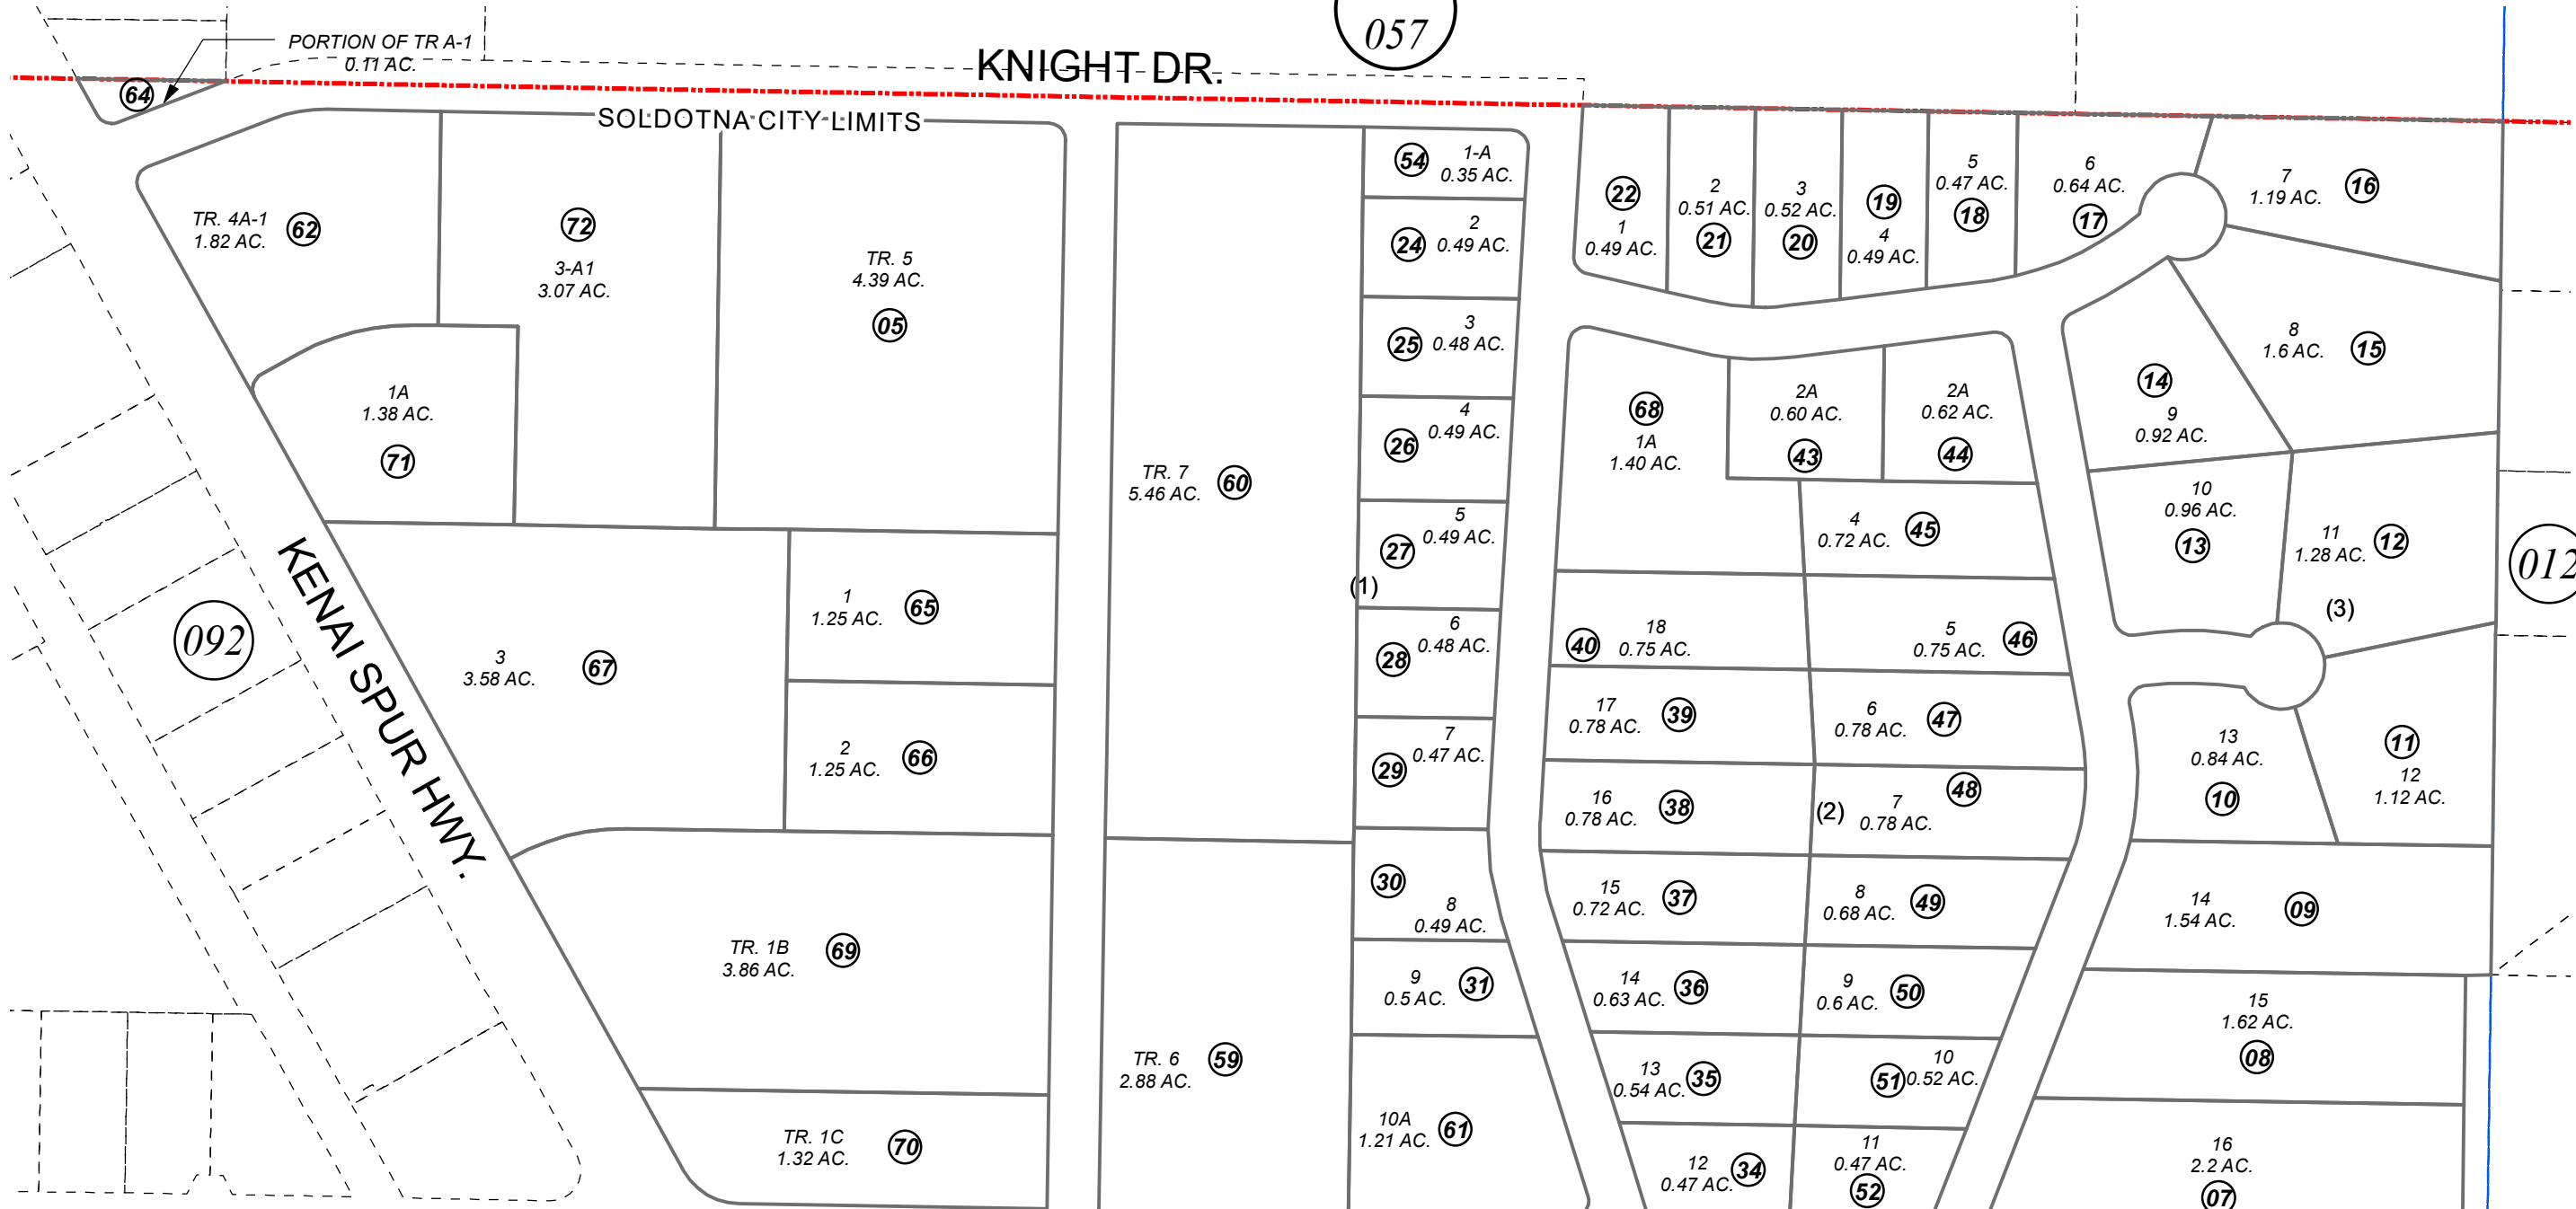 057
PORTION OF TR A-1
0.11 AC.
64
KNIGHT DR.
SOLDOTNA CITY LIMITS
TR. 4A-1
1.82 AC.
62
72
3-A1
3.07 AC.
TR. 5
4.39 AC.
05
1A
1.38 AC.
71
KENAI SPUR HWY.
092
3
3.58 AC.
67
1
1.25 AC.
65
2
1.25 AC.
66
TR. 1B
3.86 AC.
69
TR. 1C
1.32 AC.
70
TR. 7
5.46 AC.
60
TR. 6
2.88 AC.
59
54
1-A
0.35 AC.
24
2
0.49 AC.
25
3
0.48 AC.
26
4
0.49 AC.
27
5
0.49 AC.
(1)
28
6
0.48 AC.
29
7
0.47 AC.
30
8
0.49 AC.
9
0.5 AC.
31
10A
1.21 AC.
61
22
1
0.49 AC.
2
0.51 AC.
21
3
0.52 AC.
20
19
4
0.49 AC.
5
0.47 AC.
18
6
0.64 AC.
17
7
1.19 AC.
16
8
1.6 AC.
15
14
9
0.92 AC.
10
0.96 AC.
13
11
1.28 AC.
12
(3)
012
11
12
1.12 AC.
13
0.84 AC.
10
14
1.54 AC.
09
15
1.62 AC.
08
16
2.2 AC.
07
68
1A
1.40 AC.
2A
0.60 AC.
43
2A
0.62 AC.
44
4
0.72 AC.
45
40
18
0.75 AC.
5
0.75 AC.
46
17
0.78 AC.
39
6
0.78 AC.
47
16
0.78 AC.
38
(2)
7
0.78 AC.
48
15
0.72 AC.
37
8
0.68 AC.
49
14
0.63 AC.
36
9
0.6 AC.
50
13
0.54 AC.
35
51
10
0.52 AC.
12
0.47 AC.
34
11
0.47 AC.
52